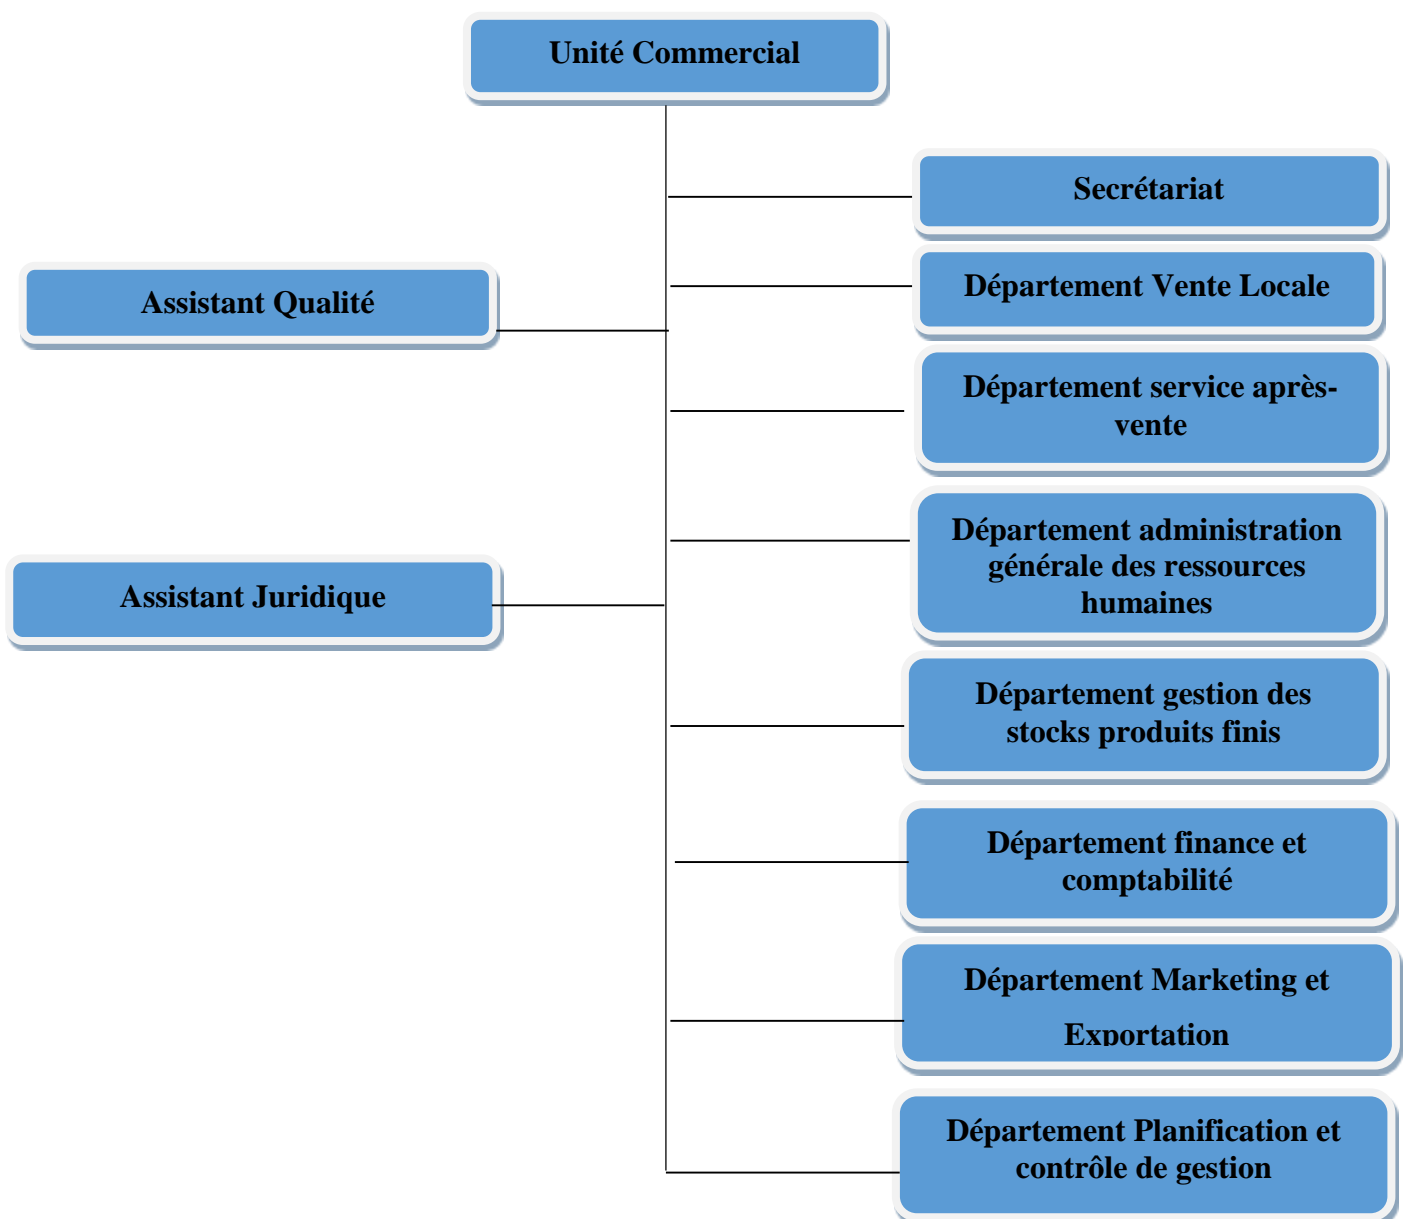 Unité Commercial
Secrétariat
Assistant Qualité
Département Vente Locale
Département service après-
vente
Département administration
générale des ressources
humaines
Assistant Juridique
Département gestion des
stocks produits finis
Département finance et
comptabilité
Département Marketing et
Exportation
Département Planification et
contrôle de gestion